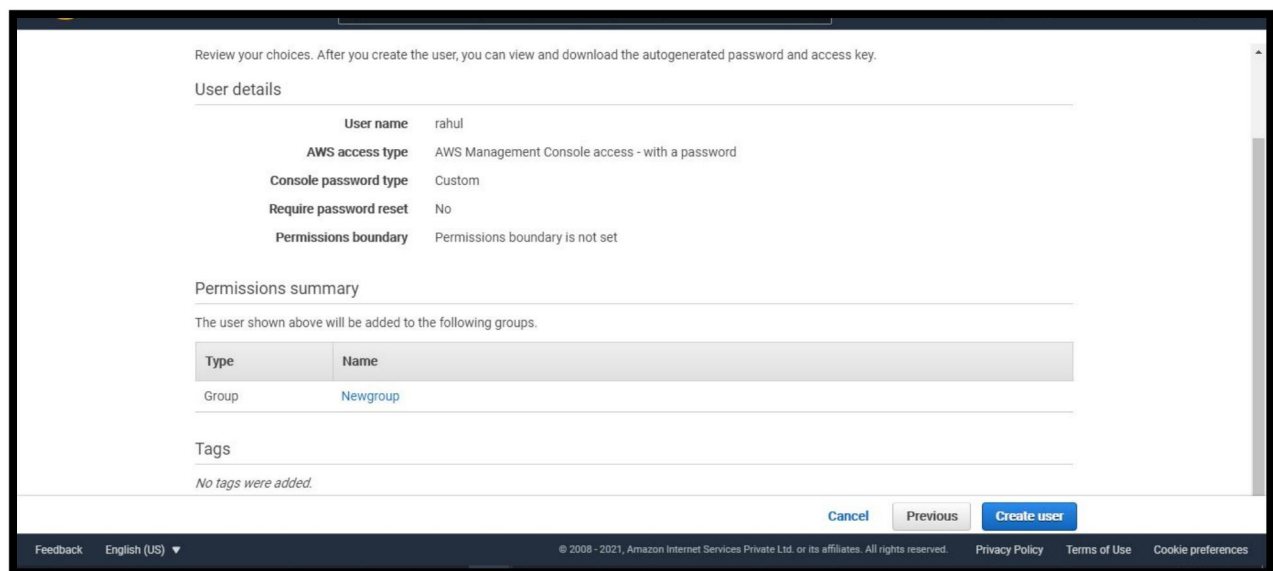 Review your choices. After you create the user, you can view and download the autogenerated password and access key.
User details
User name rahul
AWS access type AWS Management Console access - with a password
Console password type Custom
Require password reset No
Permissions boundary Permissions boundary is not set
Permissions summary
The user shown above will be added to the following groups.
Type Name
Group Newgroup
Tags
No tags were added.
Cancel Previous Create user
Feedback English (US) © 2008 - 2021, Amazon Internet Services Private Ltd. or its affiliates. All rights reserved. Privacy Policy Terms of Use Cookie preferences